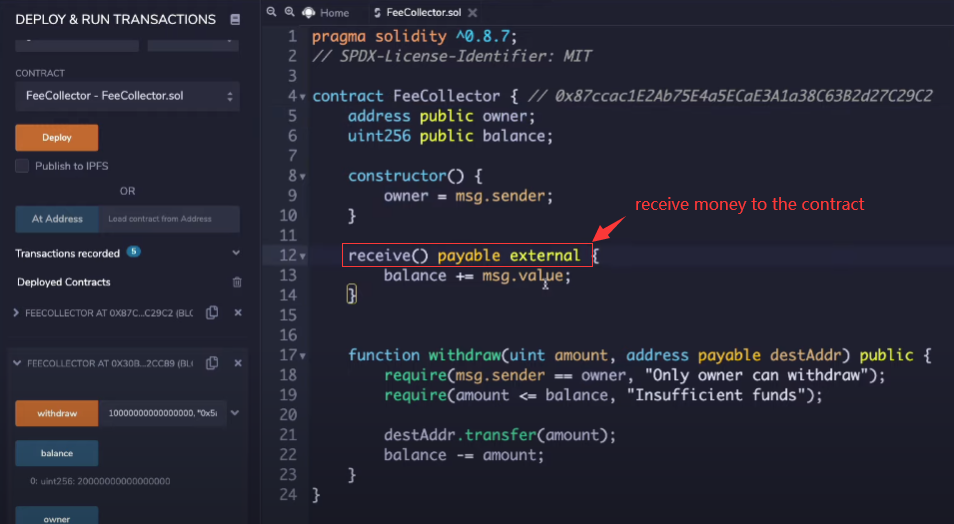 DEPLOY & RUN TRANSACTIONS
CONTRACT
FeeCollector - FeeCollector.sol
Deploy
Publish to IPFS
OR
At Address Load contract from Address
Transactions recorded 5
Deployed Contracts
FEECOLLECTOR AT 0X87C...C29C2 (BLO
FEECOLLECTOR AT 0X30B...2CC89 (BLO
withdraw 10000000000000000, "0x5
balance
0: uint256: 20000000000000000
owner
Home FeeCollector.sol
1 pragma solidity ^0.8.7;
2 // SPDX-License-Identifier: MIT
3
4 contract FeeCollector { // 0x87ccac1E2Ab75E4a5ECaE3A1a38C63B2d27C29C2
5 address public owner;
6 uint256 public balance;
7
8 constructor() {
9 owner = msg.sender;
10 }
11
receive money to the contract
12 receive() payable external {
13 balance += msg.value;
14 }
15
16
17 function withdraw(uint amount, address payable destAddr) public {
18 require(msg.sender == owner, "Only owner can withdraw");
19 require(amount <= balance, "Insufficient funds");
20
21 destAddr.transfer(amount);
22 balance -= amount;
23 }
24 }